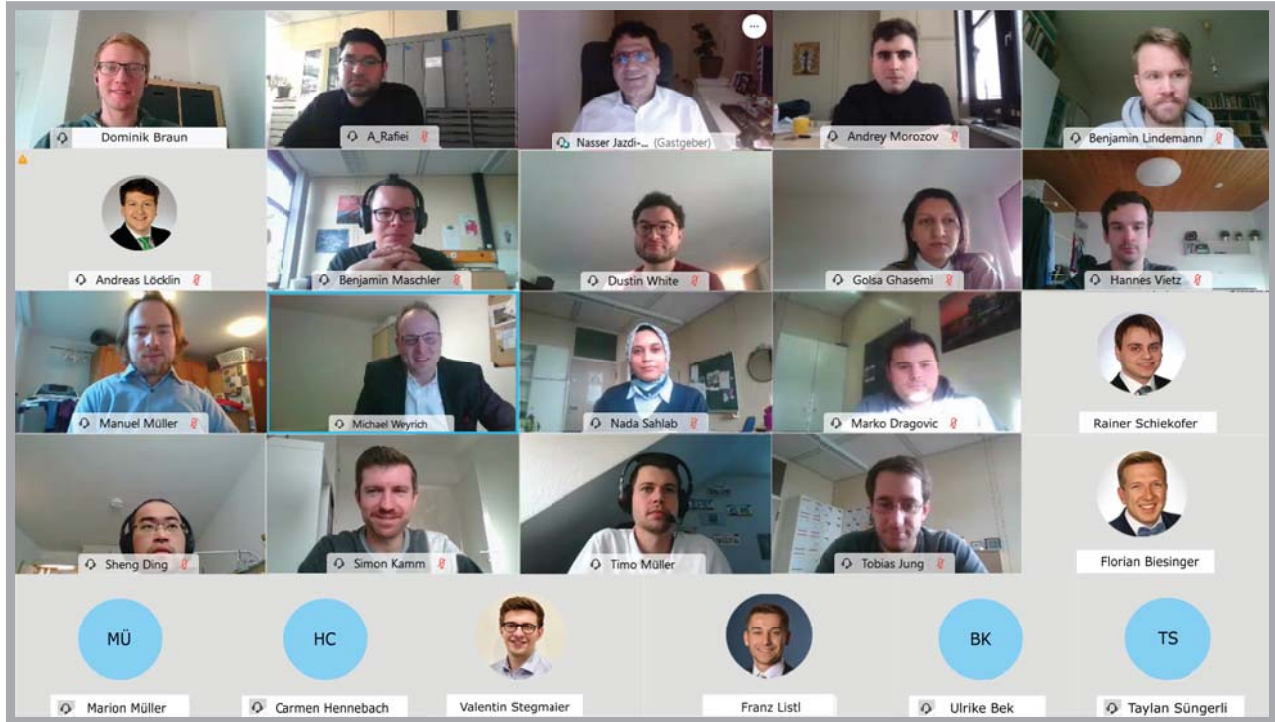 Dominik Braun
A_Rafiei
Nasser Jazdi-... (Gastgeber)
Andrey Morozov
Benjamin Lindemann
Andreas Löcklin
Benjamin Maschler
Dustin White
Golsa Ghasemi
Hannes Vietz
Manuel Müller
Michael Weyrich
Nada Sahlab
Marko Dragovic
Rainer Schiekofer
Sheng Ding
Simon Kamm
Timo Müller
Tobias Jung
Florian Biesinger
MÜ
HC
BK
TS
Marion Müller
Carmen Hennebach
Valentin Stegmaier
Franz Listl
Ulrike Bek
Taylan Süngerli